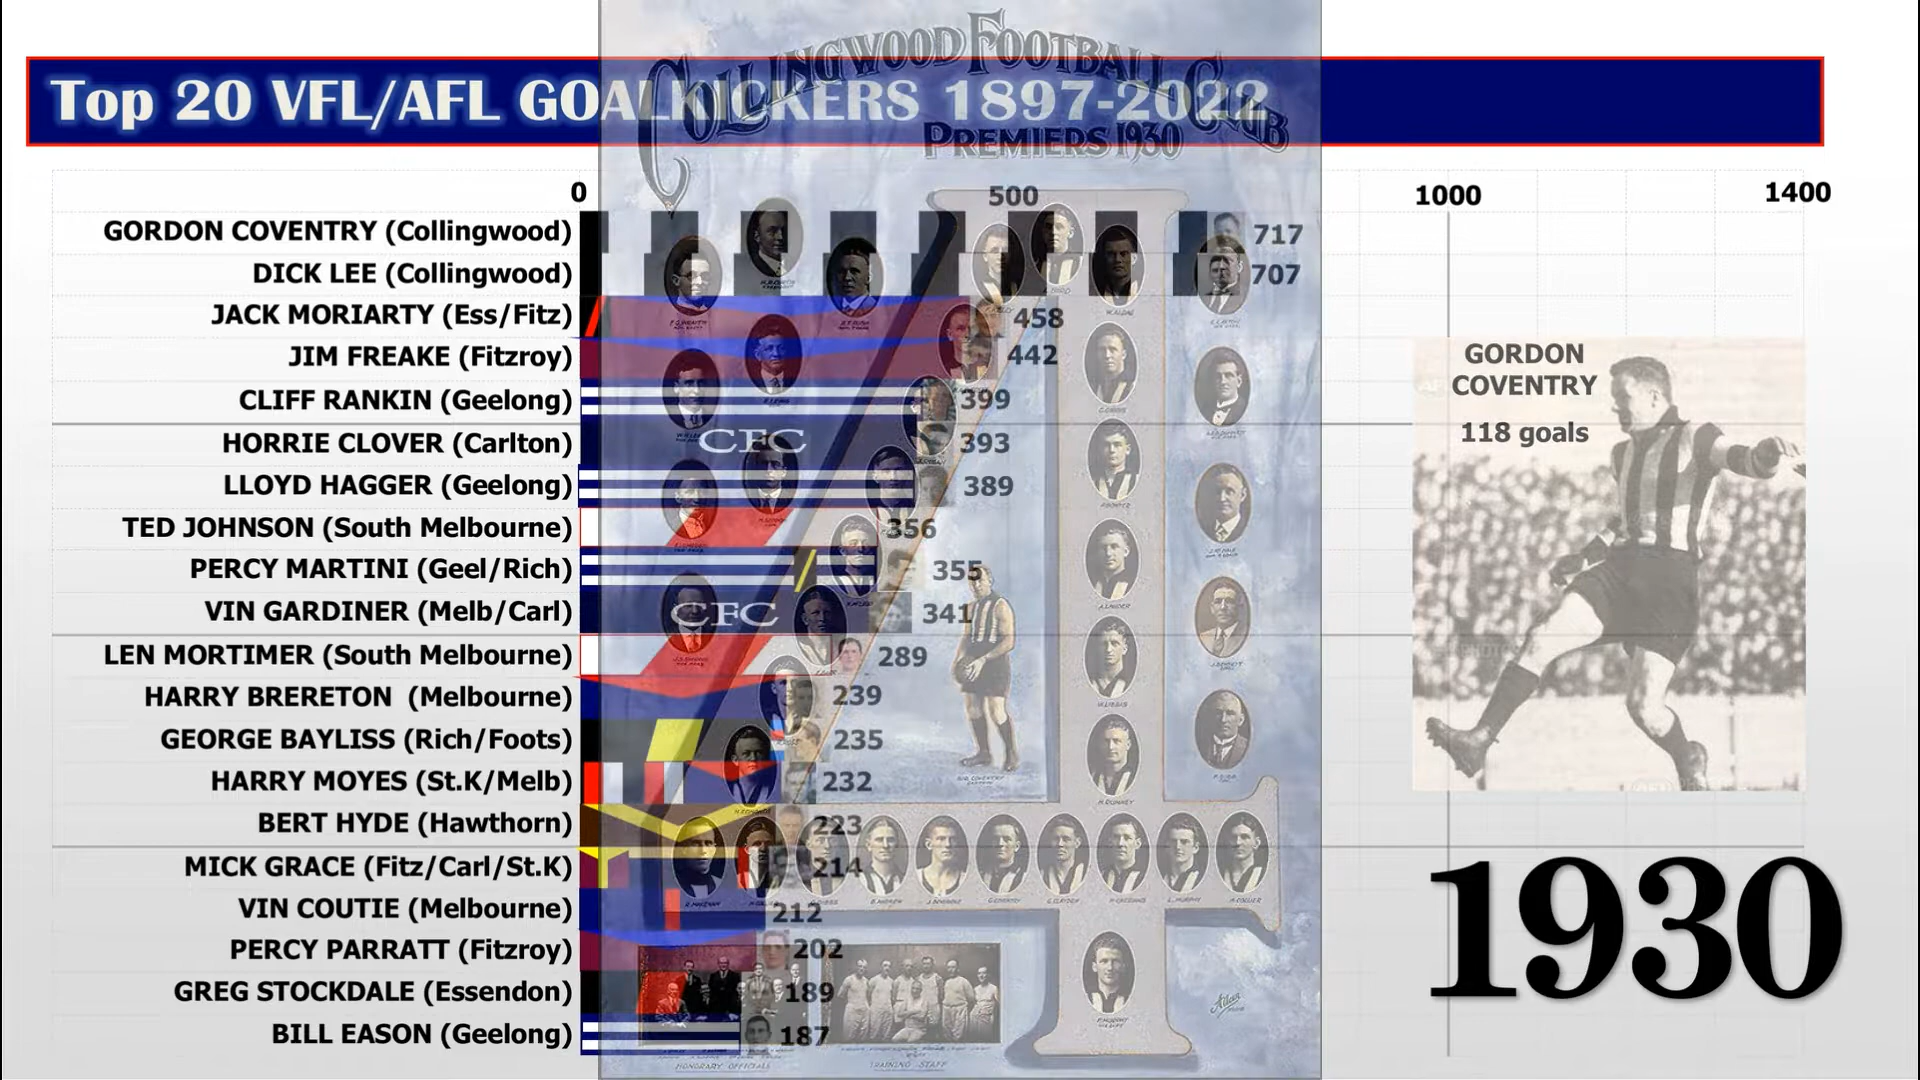 COLLINGWOOD FOOTBALL CLUB
PREMIERS 1930
Top 20 VFL/AFL GOALKICKERS 1897-2022
0 500 1000 1400
GORDON COVENTRY (Collingwood) 717
DICK LEE (Collingwood) 707
JACK MORIARTY (Ess/Fitz) 458
JIM FREAKE (Fitzroy) 442
CLIFF RANKIN (Geelong) 399
HORRIE CLOVER (Carlton) CFC 393
LLOYD HAGGER (Geelong) 389
TED JOHNSON (South Melbourne) 356
PERCY MARTINI (Geel/Rich) 355
VIN GARDINER (Melb/Carl) CFC 341
LEN MORTIMER (South Melbourne) 289
HARRY BRERETON (Melbourne) 239
GEORGE BAYLISS (Rich/Foots) 235
HARRY MOYES (St.K/Melb) 232
BERT HYDE (Hawthorn) 223
MICK GRACE (Fitz/Carl/St.K) 214
VIN COUTIE (Melbourne) 212
PERCY PARRATT (Fitzroy) 202
GREG STOCKDALE (Essendon) 189
BILL EASON (Geelong) 187
GORDON
COVENTRY
118 goals
1930
HONORARY OFFICIALS
TRAINING STAFF